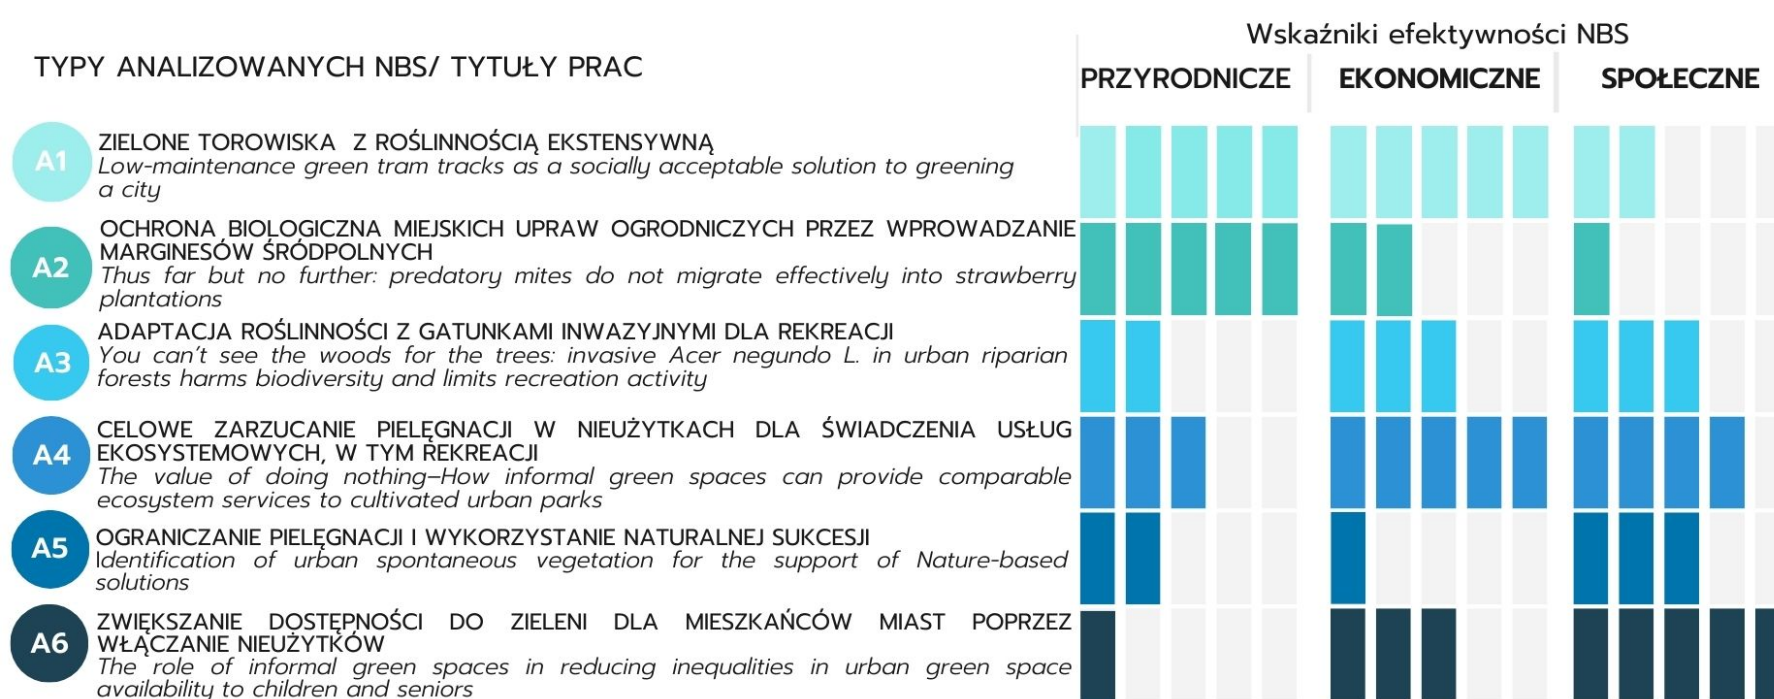 Wskaźniki efektywności NBS
TYPY ANALIZOWANYCH NBS/ TYTUŁY PRAC
PRZYRODNICZE
EKONOMICZNE
SPOŁECZNE
A1
ZIELONE TOROWISKA Z ROŚLINNOŚCIĄ EKSTENSYWNĄ
Low-maintenance green tram tracks as a socially acceptable solution to greening
a city
A2
OCHRONA BIOLOGICZNA MIEJSKICH UPRAW OGRODNICZYCH PRZEZ WPROWADZANIE
MARGINESÓW ŚRÓDPOLNYCH
Thus far but no further: predatory mites do not migrate effectively into strawberry
plantations
A3
ADAPTACJA ROŚLINNOŚCI Z GATUNKAMI INWAZYJNYMI DLA REKREACJI
You can't see the woods for the trees: invasive Acer negundo L. in urban riparian
forests harms biodiversity and limits recreation activity
A4
CELOWE ZARZUCANIE PIELĘGNACJI W NIEUŻYTKACH DLA ŚWIADCZENIA USŁUG
EKOSYSTEMOWYCH, W TYM REKREACJI
The value of doing nothing–How informal green spaces can provide comparable
ecosystem services to cultivated urban parks
A5
OGRANICZANIE PIELĘGNACJI I WYKORZYSTANIE NATURALNEJ SUKCESJI
Identification of urban spontaneous vegetation for the support of Nature-based
solutions
A6
ZWIĘKSZANIE DOSTĘPNOŚCI DO ZIELENI DLA MIESZKAŃCÓW MIAST POPRZEZ
WŁĄCZANIE NIEUŻYTKÓW
The role of informal green spaces in reducing inequalities in urban green space
availability to children and seniors